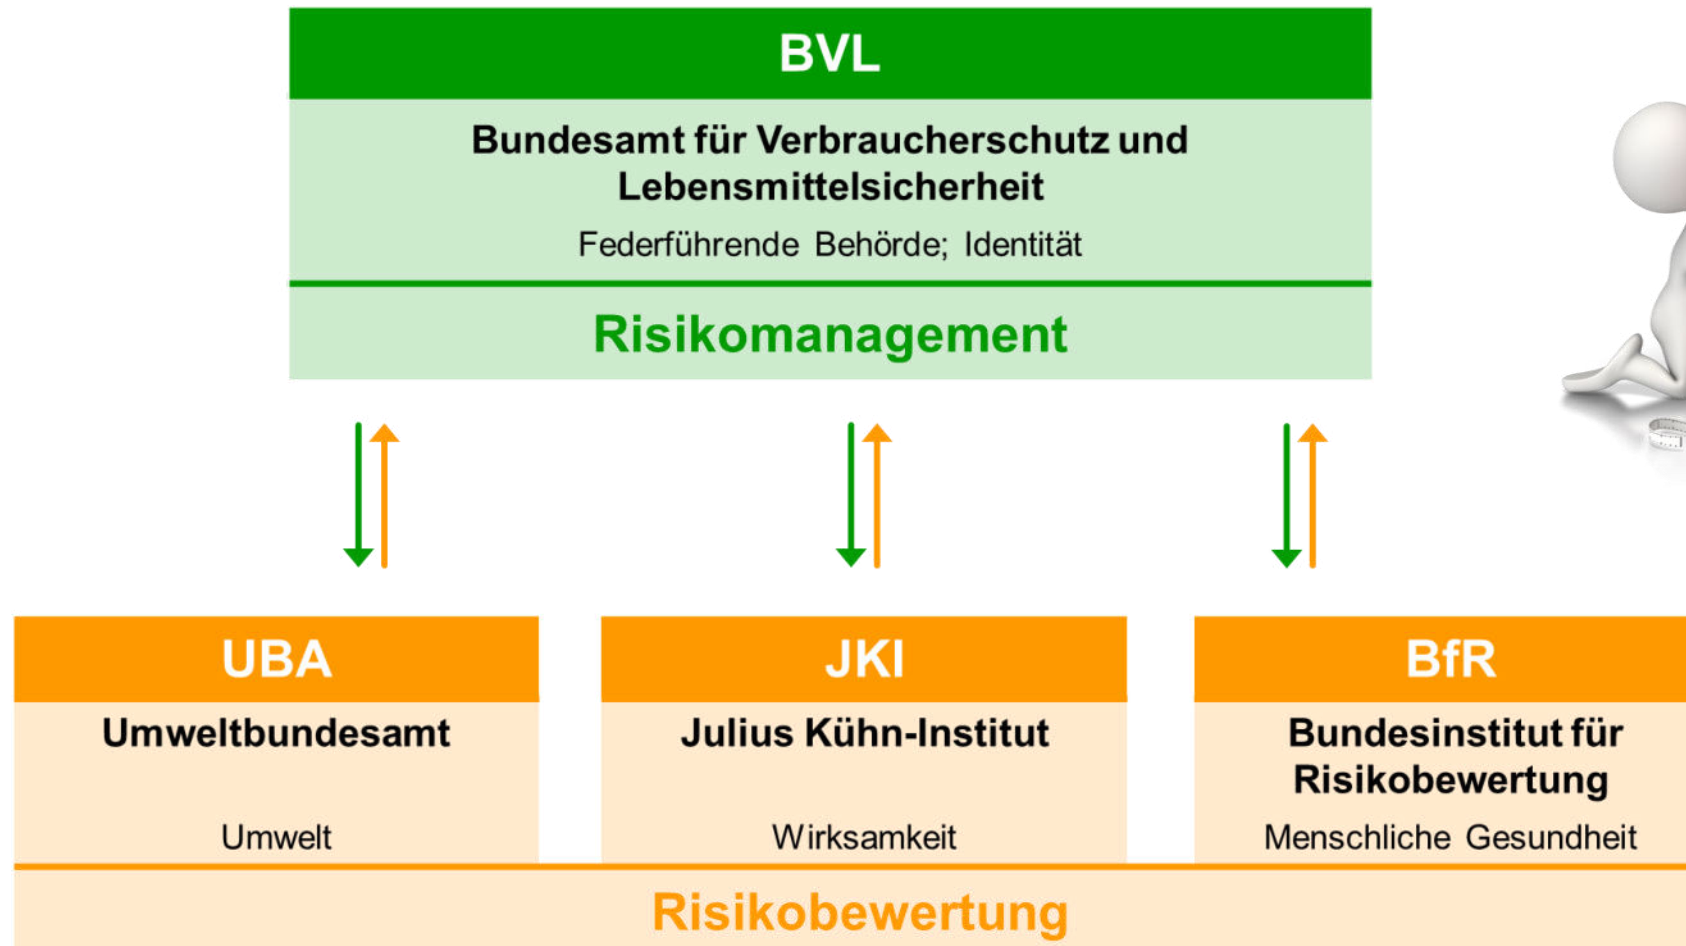 BVL
Bundesamt für Verbraucherschutz und
Lebensmittelsicherheit
Federführende Behörde; Identität
Risikomanagement
UBA
Umweltbundesamt
Umwelt
JKI
Julius Kühn-Institut
Wirksamkeit
BfR
Bundesinstitut für
Risikobewertung
Menschliche Gesundheit
Risikobewertung